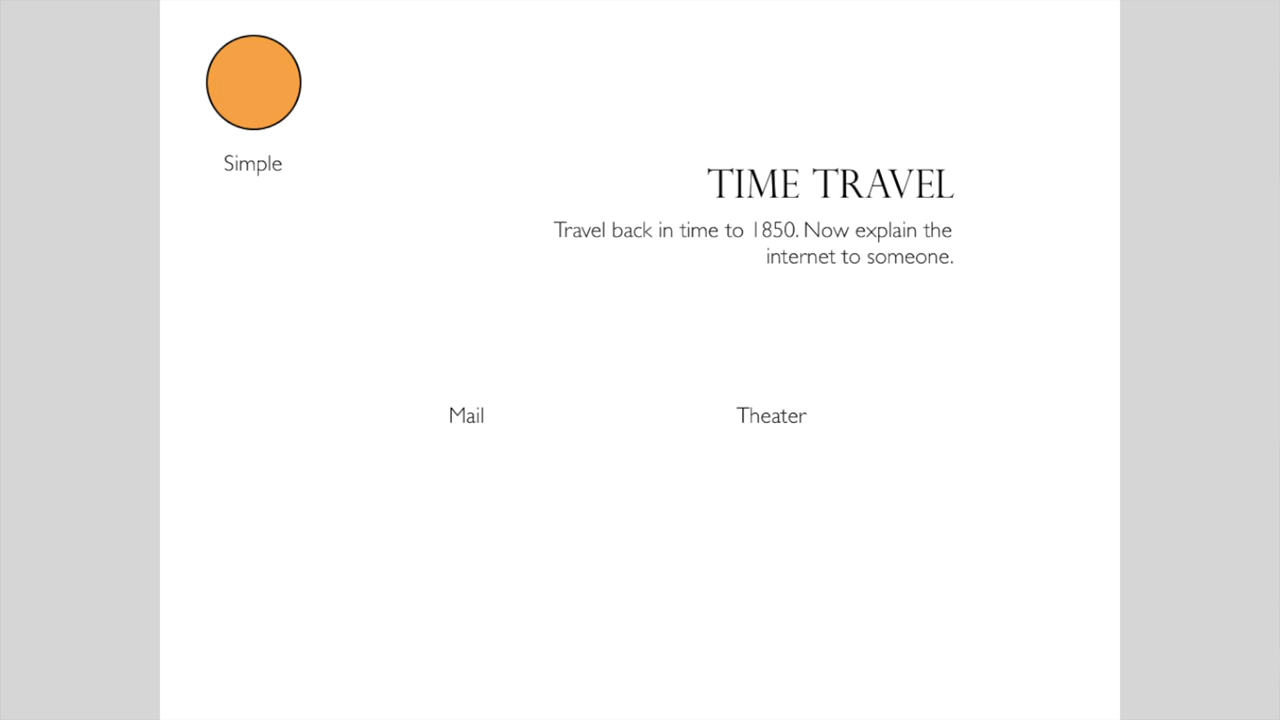 Simple
TIME TRAVEL
Travel back in time to 1850. Now explain the
internet to someone.
Mail
Theater